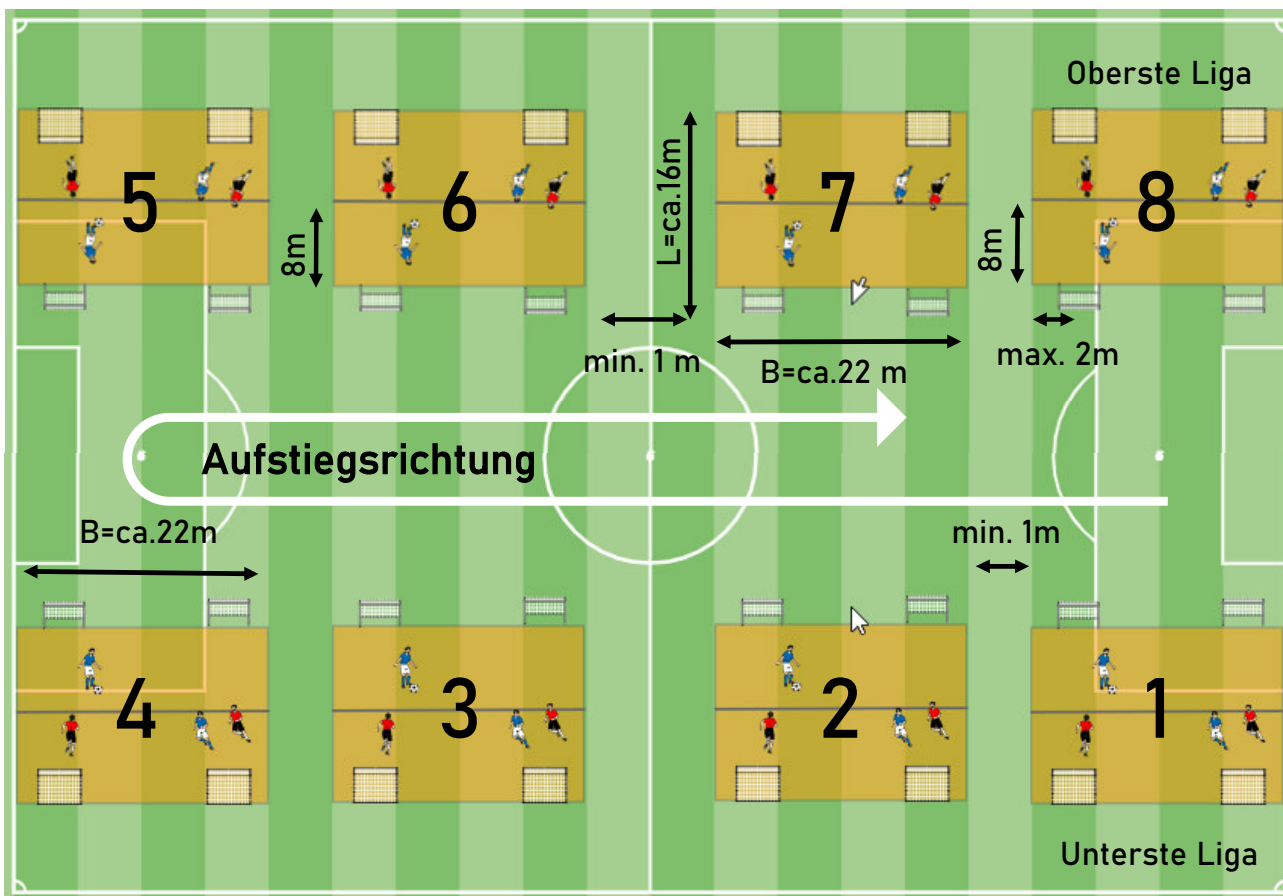 Oberste Liga
5
6
7
8
8m
L=ca.16m
8m
min. 1 m
B=ca.22 m
max. 2m
Aufstiegsrichtung
B=ca.22m
min. 1m
4
3
2
1
Unterste Liga